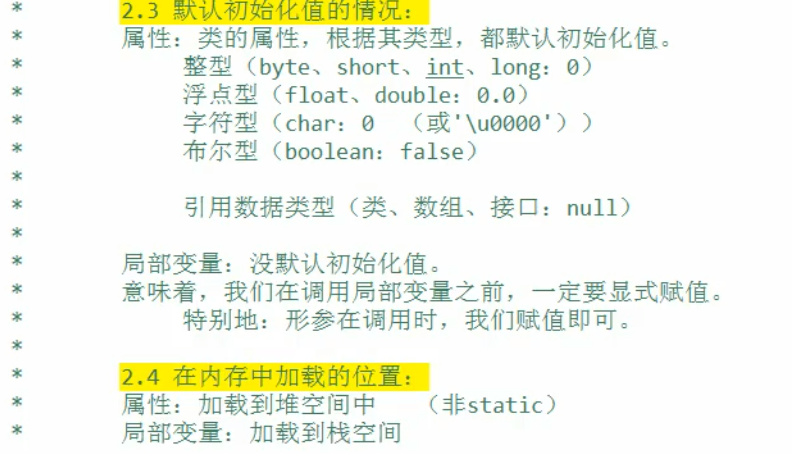 * 2.3 默认初始化值的情况：
* 属性：类的属性，根据其类型，都默认初始化值。
* 整型（byte、short、int、long：0）
* 浮点型（float、double：0.0）
* 字符型（char：0 （或'\u0000'））
* 布尔型（boolean：false）
*
* 引用数据类型（类、数组、接口：null）
*
* 局部变量：没默认初始化值。
* 意味着，我们在调用局部变量之前，一定要显式赋值。
* 特别地：形参在调用时，我们赋值即可。
*
* 2.4 在内存中加载的位置：
* 属性：加载到堆空间中 （非static）
* 局部变量：加载到栈空间